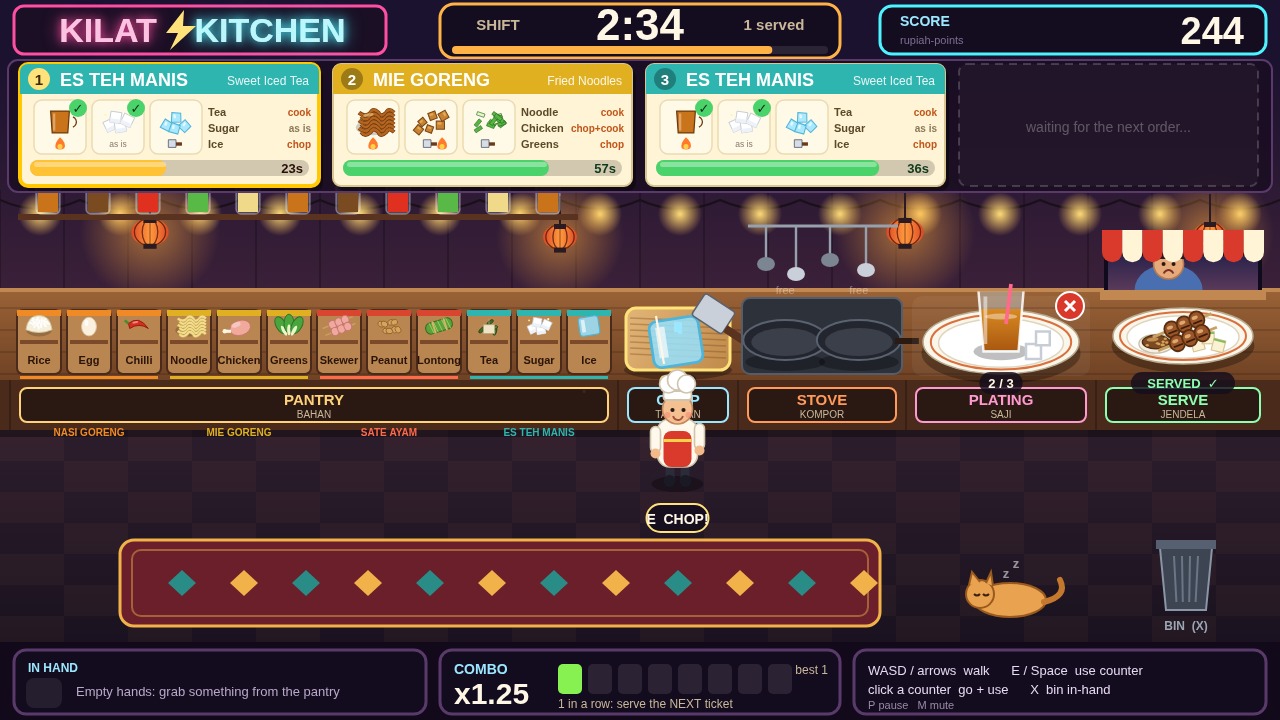 KILAT KITCHEN
SHIFT 2:34 1 served
SCORE
rupiah-points
244
1 ES TEH MANIS Sweet Iced Tea
as is
Tea cook
Sugar as is
Ice chop
23s
2 MIE GORENG Fried Noodles
Noodle cook
Chicken chop+cook
Greens chop
57s
3 ES TEH MANIS Sweet Iced Tea
as is
Tea cook
Sugar as is
Ice chop
36s
waiting for the next order...
free free
Rice Egg Chilli Noodle Chicken Greens Skewer Peanut Lontong Tea Sugar Ice
2 / 3
SERVED ✓
PANTRY
BAHAN
STOVE
KOMPOR
PLATING
SAJI
SERVE
JENDELA
NASI GORENG MIE GORENG SATE AYAM ES TEH MANIS
E CHOP!
z
z
BIN (X)
IN HAND
Empty hands: grab something from the pantry
COMBO
x1.25
best 1
1 in a row: serve the NEXT ticket
WASD / arrows walk E / Space use counter
click a counter go + use X bin in-hand
P pause M mute